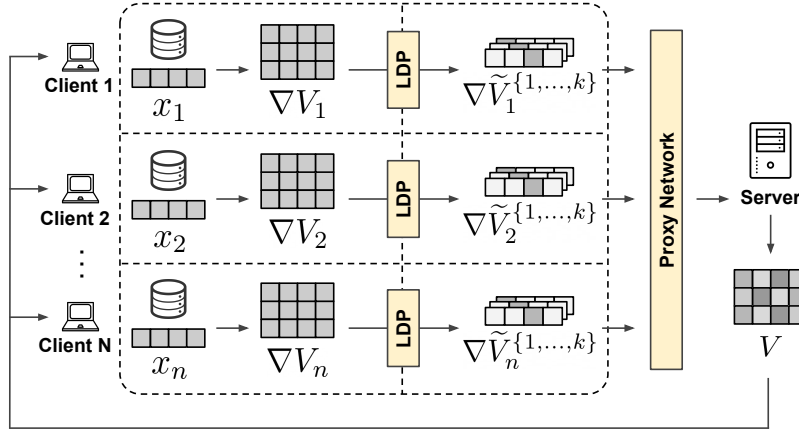 Client 1
x_1
∇V_1
LDP
∇Ṽ_1^{1,...,k}
Client 2
x_2
∇V_2
LDP
∇Ṽ_2^{1,...,k}
⋮
Client N
x_n
∇V_n
LDP
∇Ṽ_n^{1,...,k}
Proxy Network
Server
V